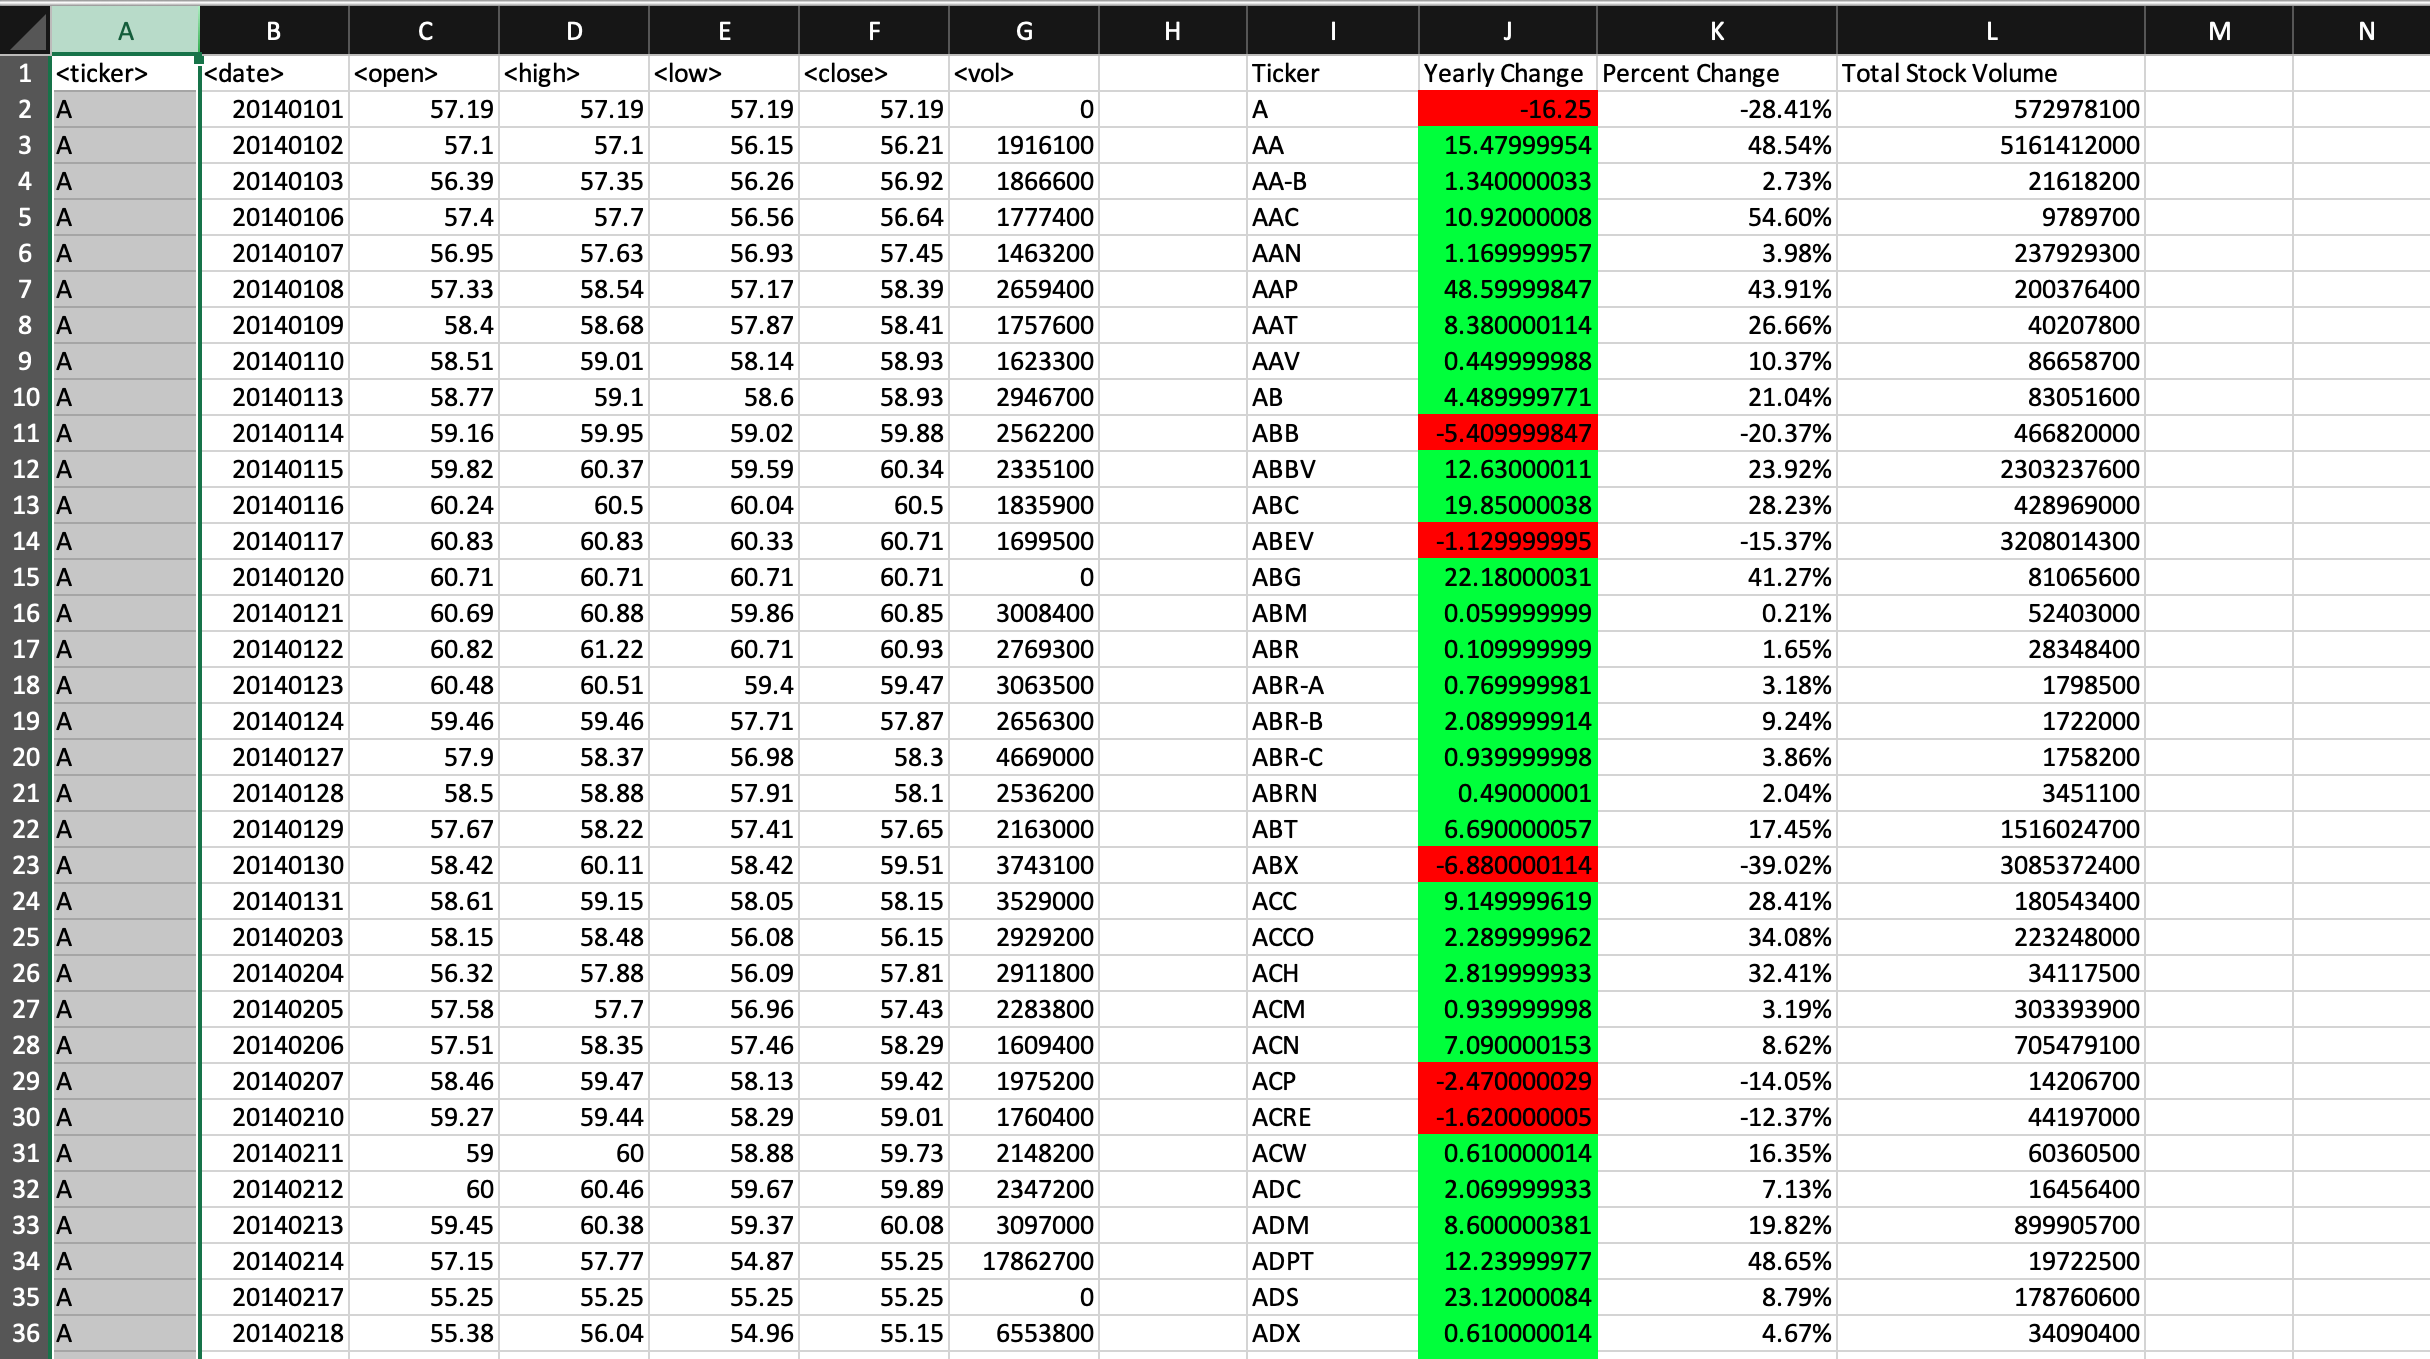 A B C D E F G H I J K L M N
1 <ticker> <date> <open> <high> <low> <close> <vol> Ticker Yearly Change Percent Change Total Stock Volume
2 A 20140101 57.19 57.19 57.19 57.19 0 A -16.25 -28.41% 572978100
3 A 20140102 57.1 57.1 56.15 56.21 1916100 AA 15.47999954 48.54% 5161412000
4 A 20140103 56.39 57.35 56.26 56.92 1866600 AA-B 1.340000033 2.73% 21618200
5 A 20140106 57.4 57.7 56.56 56.64 1777400 AAC 10.92000008 54.60% 9789700
6 A 20140107 56.95 57.63 56.93 57.45 1463200 AAN 1.169999957 3.98% 237929300
7 A 20140108 57.33 58.54 57.17 58.39 2659400 AAP 48.59999847 43.91% 200376400
8 A 20140109 58.4 58.68 57.87 58.41 1757600 AAT 8.380000114 26.66% 40207800
9 A 20140110 58.51 59.01 58.14 58.93 1623300 AAV 0.449999988 10.37% 86658700
10 A 20140113 58.77 59.1 58.6 58.93 2946700 AB 4.489999771 21.04% 83051600
11 A 20140114 59.16 59.95 59.02 59.88 2562200 ABB -5.409999847 -20.37% 466820000
12 A 20140115 59.82 60.37 59.59 60.34 2335100 ABBV 12.63000011 23.92% 2303237600
13 A 20140116 60.24 60.5 60.04 60.5 1835900 ABC 19.85000038 28.23% 428969000
14 A 20140117 60.83 60.83 60.33 60.71 1699500 ABEV -1.129999995 -15.37% 3208014300
15 A 20140120 60.71 60.71 60.71 60.71 0 ABG 22.18000031 41.27% 81065600
16 A 20140121 60.69 60.88 59.86 60.85 3008400 ABM 0.059999999 0.21% 52403000
17 A 20140122 60.82 61.22 60.71 60.93 2769300 ABR 0.109999999 1.65% 28348400
18 A 20140123 60.48 60.51 59.4 59.47 3063500 ABR-A 0.769999981 3.18% 1798500
19 A 20140124 59.46 59.46 57.71 57.87 2656300 ABR-B 2.089999914 9.24% 1722000
20 A 20140127 57.9 58.37 56.98 58.3 4669000 ABR-C 0.939999998 3.86% 1758200
21 A 20140128 58.5 58.88 57.91 58.1 2536200 ABRN 0.49000001 2.04% 3451100
22 A 20140129 57.67 58.22 57.41 57.65 2163000 ABT 6.690000057 17.45% 1516024700
23 A 20140130 58.42 60.11 58.42 59.51 3743100 ABX -6.880000114 -39.02% 3085372400
24 A 20140131 58.61 59.15 58.05 58.15 3529000 ACC 9.149999619 28.41% 180543400
25 A 20140203 58.15 58.48 56.08 56.15 2929200 ACCO 2.289999962 34.08% 223248000
26 A 20140204 56.32 57.88 56.09 57.81 2911800 ACH 2.819999933 32.41% 34117500
27 A 20140205 57.58 57.7 56.96 57.43 2283800 ACM 0.939999998 3.19% 303393900
28 A 20140206 57.51 58.35 57.46 58.29 1609400 ACN 7.090000153 8.62% 705479100
29 A 20140207 58.46 59.47 58.13 59.42 1975200 ACP -2.470000029 -14.05% 14206700
30 A 20140210 59.27 59.44 58.29 59.01 1760400 ACRE -1.620000005 -12.37% 44197000
31 A 20140211 59 60 58.88 59.73 2148200 ACW 0.610000014 16.35% 60360500
32 A 20140212 60 60.46 59.67 59.89 2347200 ADC 2.069999933 7.13% 16456400
33 A 20140213 59.45 60.38 59.37 60.08 3097000 ADM 8.600000381 19.82% 899905700
34 A 20140214 57.15 57.77 54.87 55.25 17862700 ADPT 12.23999977 48.65% 19722500
35 A 20140217 55.25 55.25 55.25 55.25 0 ADS 23.12000084 8.79% 178760600
36 A 20140218 55.38 56.04 54.96 55.15 6553800 ADX 0.610000014 4.67% 34090400